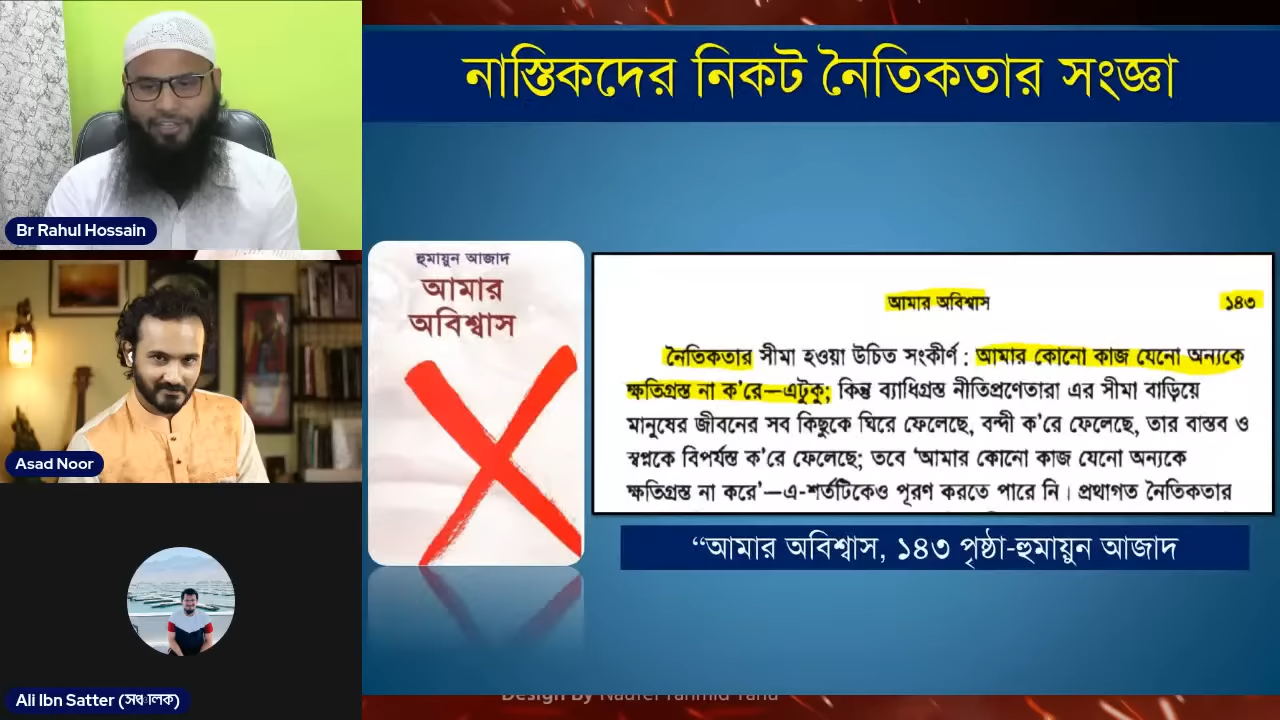 নাস্তিকদের নিকট নৈতিকতার সংজ্ঞা
Br Rahul Hossain
Asad Noor
Ali Ibn Satter (সঞ্চালক)
হুমায়ুন আজাদ
আমার
অবিশ্বাস
আমার অবিশ্বাস ১৪৩
নৈতিকতার সীমা হওয়া উচিত সংকীর্ণ : আমার কোনো কাজ যেনো অন্যকে
ক্ষতিগ্রস্ত না ক'রে—এটুকু; কিন্তু ব্যাধিগ্রস্ত নীতিপ্রণেতারা এর সীমা বাড়িয়ে
মানুষের জীবনের সব কিছুকে ঘিরে ফেলেছে, বন্দী ক'রে ফেলেছে, তার বাস্তব ও
স্বপ্নকে বিপর্যস্ত ক'রে ফেলেছে; তবে ‘আমার কোনো কাজ যেনো অন্যকে
ক্ষতিগ্রস্ত না করে’—এ-শর্তটিকেও পূরণ করতে পারে নি। প্রথাগত নৈতিকতার
“আমার অবিশ্বাস, ১৪৩ পৃষ্ঠা-হুমায়ুন আজাদ
Design by